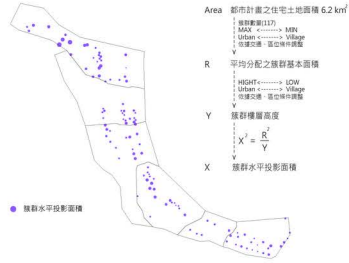 Area 都市計畫之住宅土地面積 6.2 km²
簇群數量(117)
MAX <-------> MIN
Urban <-------> Village
依據交通、區位條件調整
R 平均分配之簇群基本面積
HIGHT<-------> LOW
Urban <-------> Village
依據交通、區位條件調整
Y 簇群樓層高度
X² = R²/Y
X 簇群水平投影面積
簇群水平投影面積